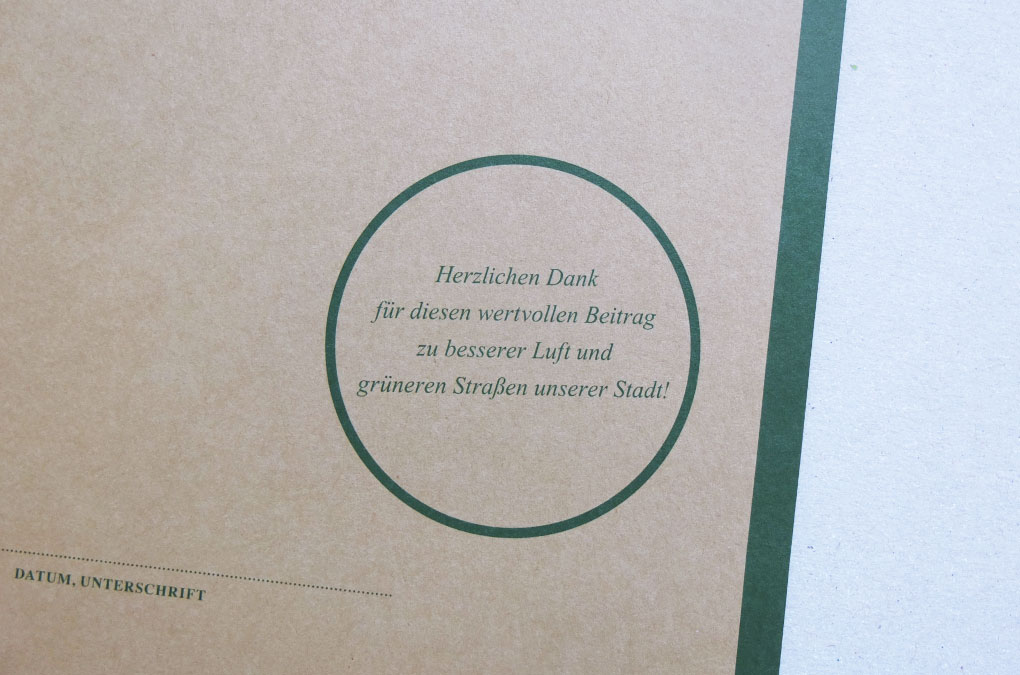 Herzlichen Dank
für diesen wertvollen Beitrag
zu besserer Luft und
grüneren Straßen unserer Stadt!
DATUM, UNTERSCHRIFT